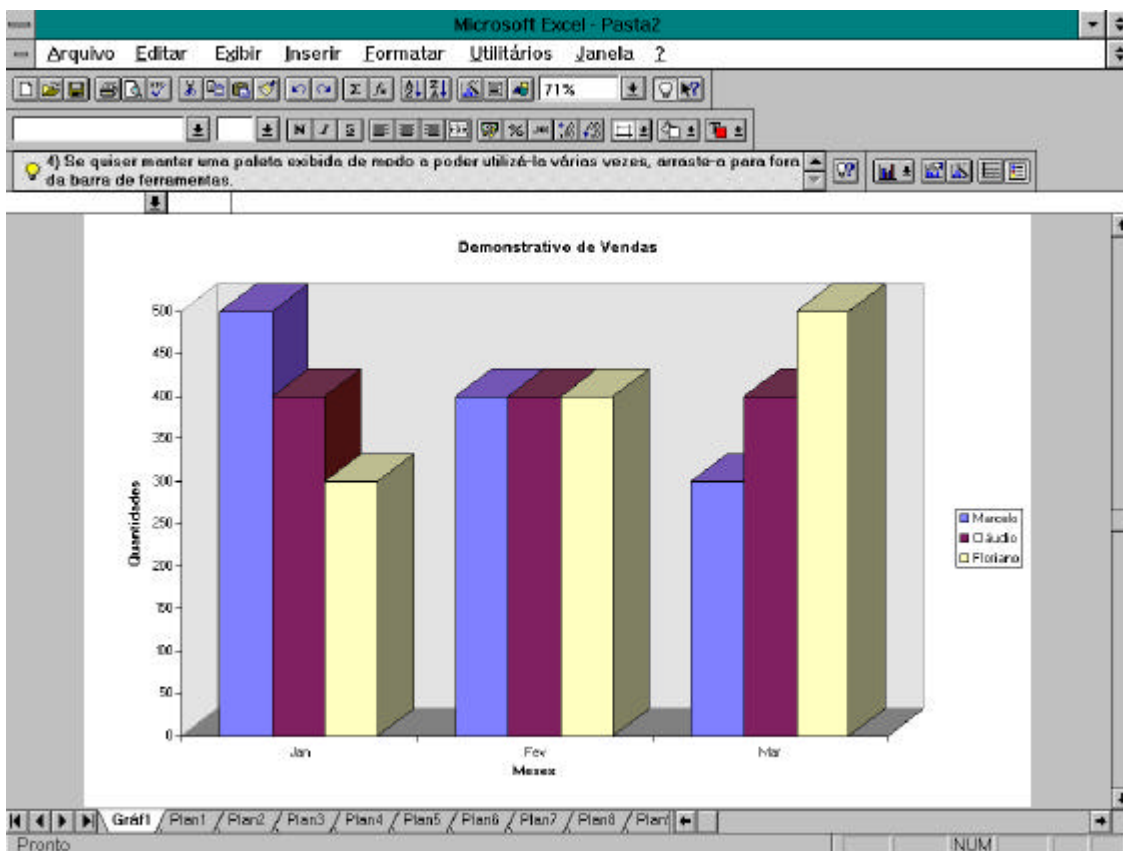 Microsoft Excel - Pasta2
Arquivo Editar Exibir Inserir Formatar Utilitários Janela ?
71%
N I S
4) Se quiser manter uma paleta exibida de modo a poder utilizá-la várias vezes, arraste-a para fora
da barra de ferramentas.
Demonstrativo de Vendas
500
450
400
350
300
250
200
150
100
50
0
Quantidades
Jan Fev Mar
Meses
Marcelo
Cláudio
Floriano
Gráf1 Plan1 Plan2 Plan3 Plan4 Plan5 Plan6 Plan7 Plan8 Plan
Pronto NUM